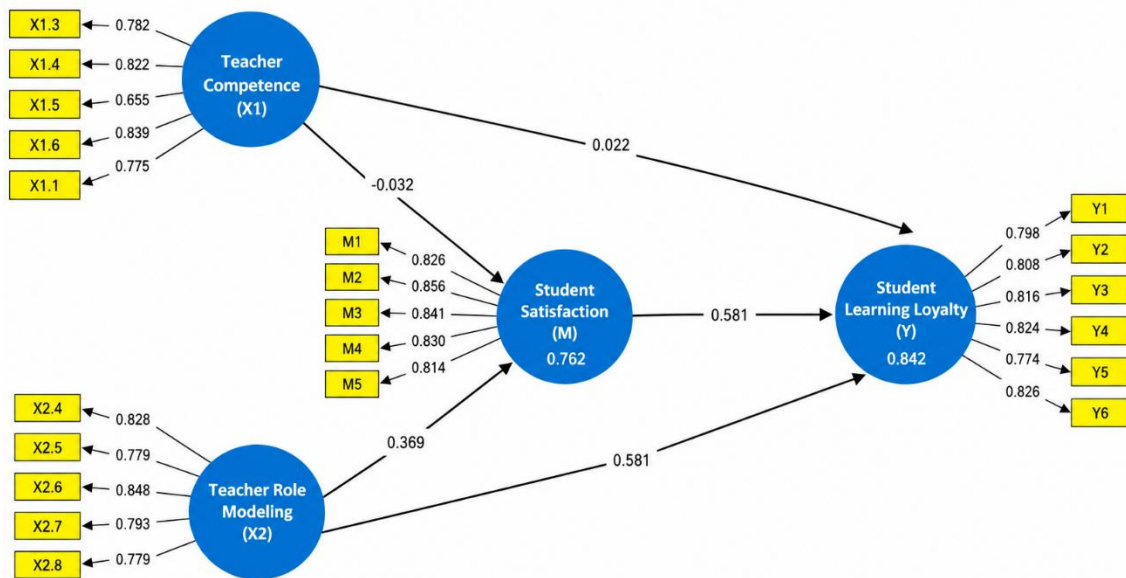 X1.3
0.782
X1.4
0.822
X1.5
0.655
X1.6
0.839
X1.1
0.775
Teacher
Competence
(X1)
0.022
-0.032
M1
0.826
M2
0.856
M3
0.841
M4
0.830
M5
0.814
Student
Satisfaction
(M)
0.762
0.581
Student
Learning Loyalty
(Y)
0.842
Y1
0.798
Y2
0.808
Y3
0.816
Y4
0.824
Y5
0.774
Y6
0.826
X2.4
0.828
X2.5
0.779
X2.6
0.848
X2.7
0.793
X2.8
0.779
Teacher Role
Modeling
(X2)
0.369
0.581